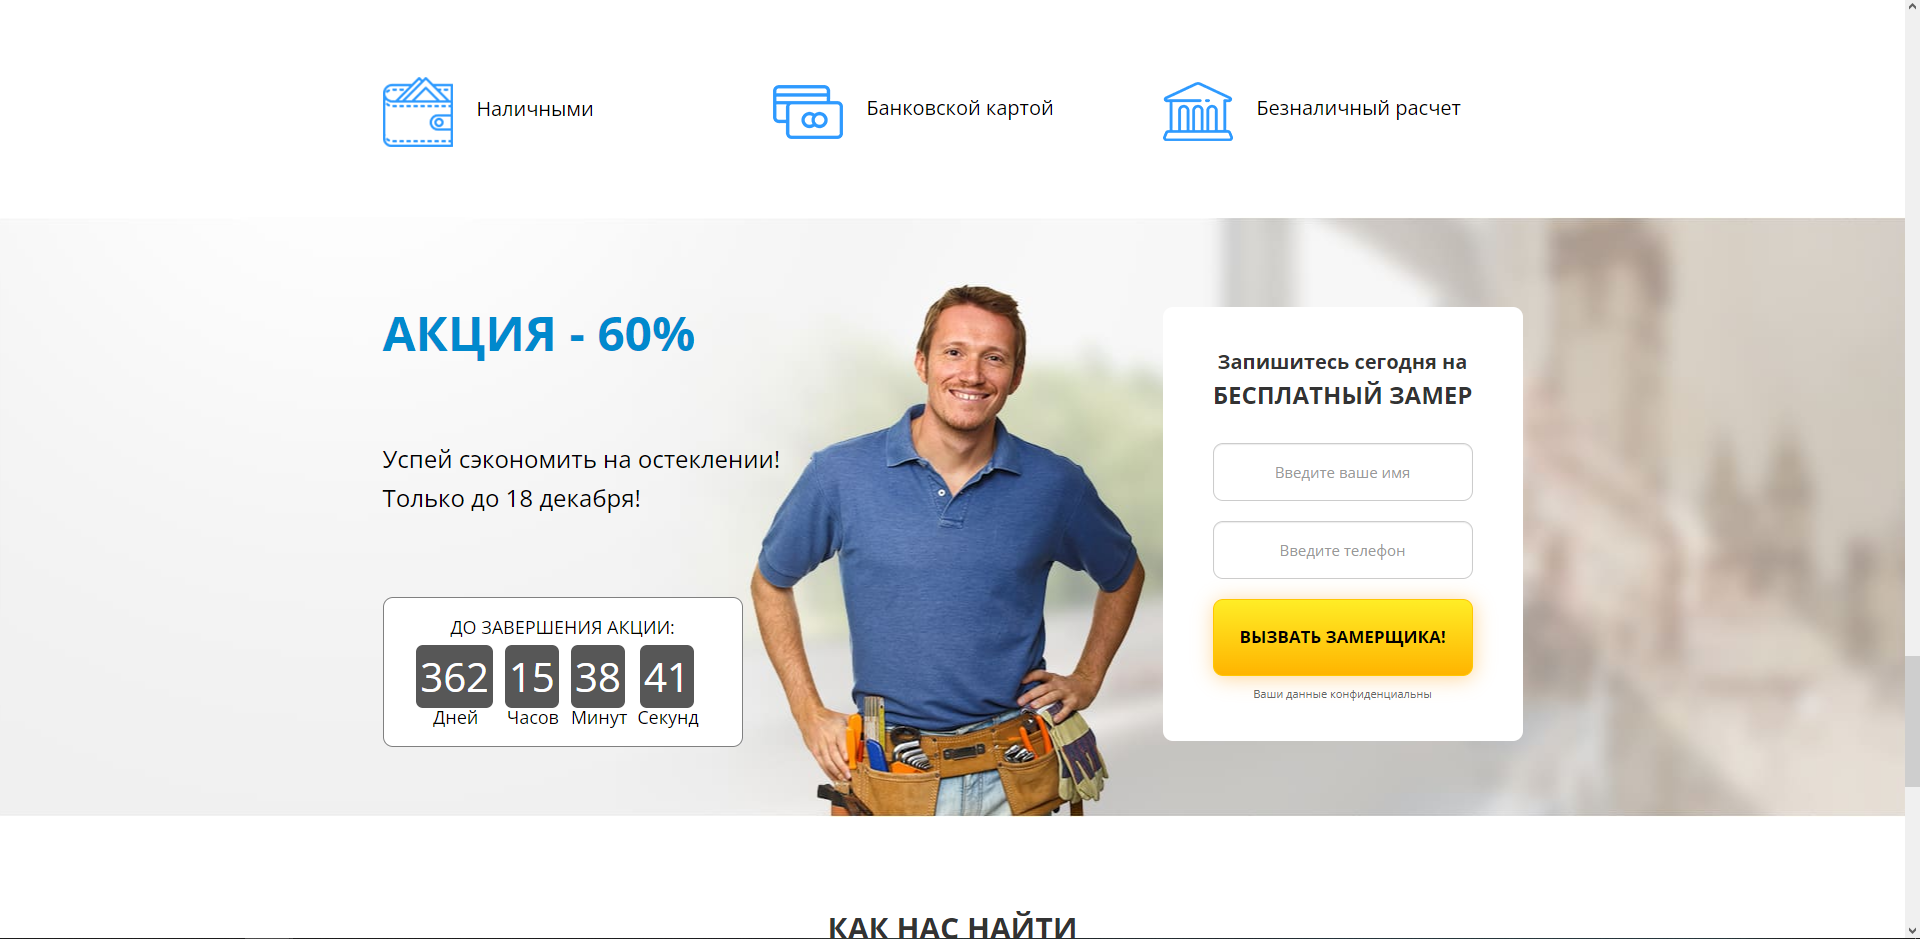 Наличными
Банковской картой
Безналичный расчет
АКЦИЯ - 60%
Успей сэкономить на остеклении!
Только до 18 декабря!
ДО ЗАВЕРШЕНИЯ АКЦИИ:
362 15 38 41
Дней Часов Минут Секунд
Запишитесь сегодня на
БЕСПЛАТНЫЙ ЗАМЕР
Введите ваше имя
Введите телефон
ВЫЗВАТЬ ЗАМЕРЩИКА!
Ваши данные конфиденциальны
КАК НАС НАЙТИ